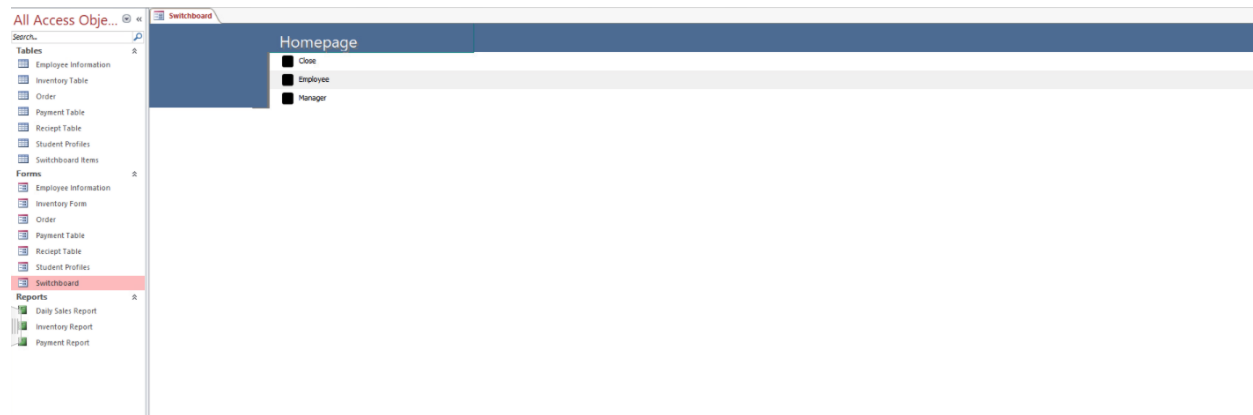 All Access Obje...
Search..
Tables
Employee Information
Inventory Table
Order
Payment Table
Reciept Table
Student Profiles
Switchboard Items
Forms
Employee Information
Inventory Form
Order
Payment Table
Reciept Table
Student Profiles
Switchboard
Reports
Daily Sales Report
Inventory Report
Payment Report
Switchboard
Homepage
Close
Employee
Manager